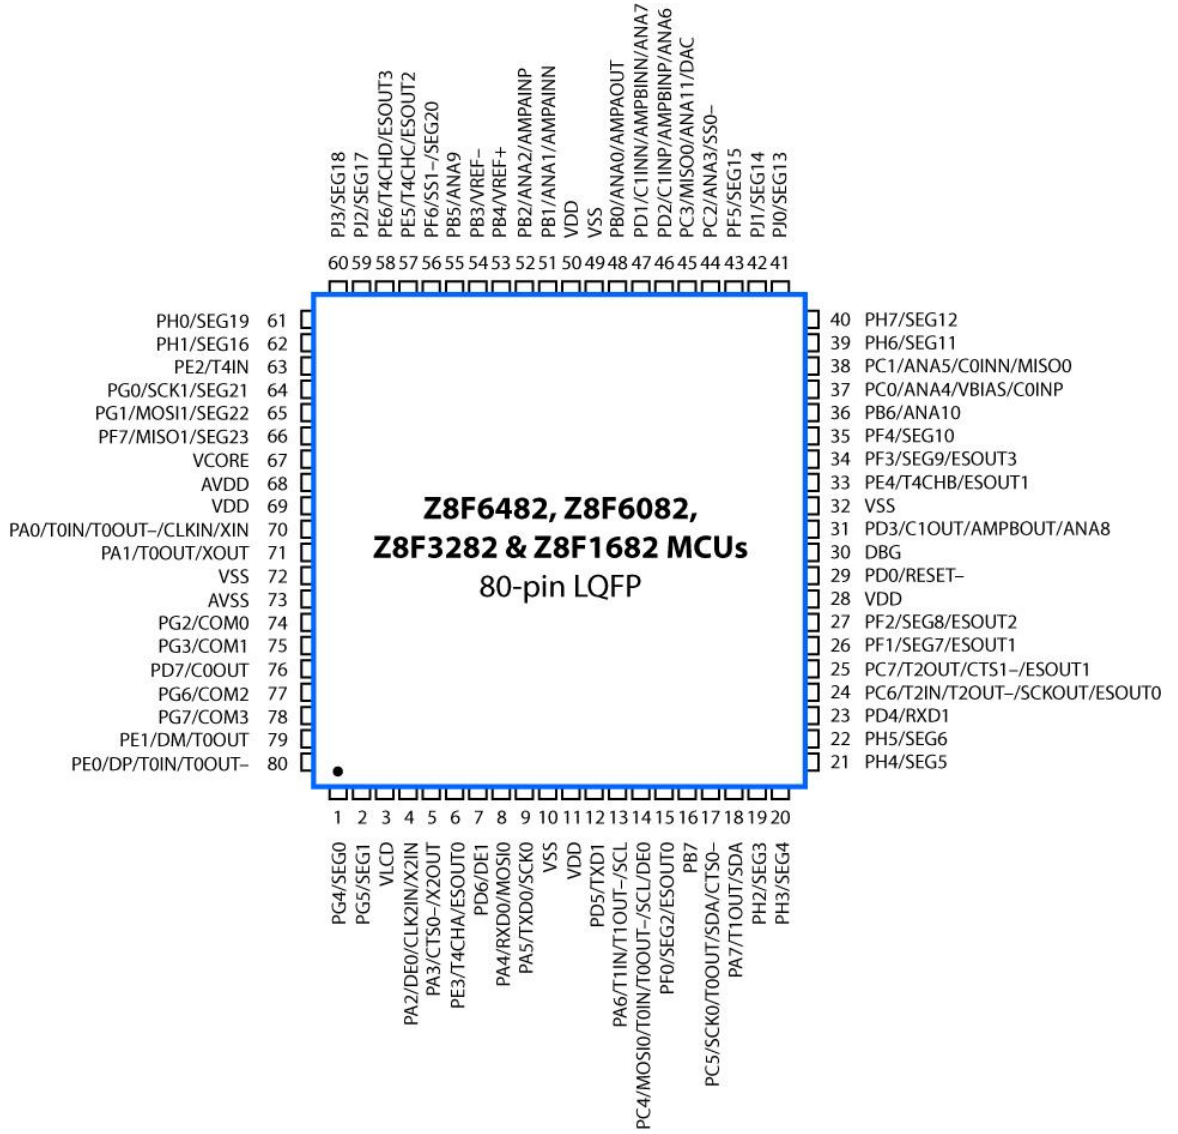 PJ3/SEG18
PJ2/SEG17
PE6/T4CHD/ESOUT3
PE5/T4CHC/ESOUT2
PF6/SS1–/SEG20
PB5/ANA9
PB3/VREF–
PB4/VREF+
PB2/ANA2/AMPAINP
PB1/ANA1/AMPAINN
VDD
VSS
PB0/ANA0/AMPAOUT
PD1/C1INN/AMPBINN/ANA7
PD2/C1INP/AMPBINP/ANA6
PC3/MISO0/ANA11/DAC
PC2/ANA3/SS0–
PF5/SEG15
PJ1/SEG14
PJ0/SEG13
60 59 58 57 56 55 54 53 52 51 50 49 48 47 46 45 44 43 42 41
PH0/SEG19 61
PH1/SEG16 62
PE2/T4IN 63
PG0/SCK1/SEG21 64
PG1/MOSI1/SEG22 65
PF7/MISO1/SEG23 66
VCORE 67
AVDD 68
VDD 69
PA0/T0IN/T0OUT–/CLKIN/XIN 70
PA1/T0OUT/XOUT 71
VSS 72
AVSS 73
PG2/COM0 74
PG3/COM1 75
PD7/C0OUT 76
PG6/COM2 77
PG7/COM3 78
PE1/DM/T0OUT 79
PE0/DP/T0IN/T0OUT– 80
Z8F6482, Z8F6082,
Z8F3282 & Z8F1682 MCUs
80-pin LQFP
40 PH7/SEG12
39 PH6/SEG11
38 PC1/ANA5/C0INN/MISO0
37 PC0/ANA4/VBIAS/C0INP
36 PB6/ANA10
35 PF4/SEG10
34 PF3/SEG9/ESOUT3
33 PE4/T4CHB/ESOUT1
32 VSS
31 PD3/C1OUT/AMPBOUT/ANA8
30 DBG
29 PD0/RESET–
28 VDD
27 PF2/SEG8/ESOUT2
26 PF1/SEG7/ESOUT1
25 PC7/T2OUT/CTS1–/ESOUT1
24 PC6/T2IN/T2OUT–/SCKOUT/ESOUT0
23 PD4/RXD1
22 PH5/SEG6
21 PH4/SEG5
1 2 3 4 5 6 7 8 9 10 11 12 13 14 15 16 17 18 19 20
PG4/SEG0
PG5/SEG1
VLCD
PA2/DE0/CLK2IN/X2IN
PA3/CTS0–/X2OUT
PE3/T4CHA/ESOUT0
PD6/DE1
PA4/RXD0/MOSI0
PA5/TXD0/SCK0
VSS
VDD
PD5/TXD1
PA6/T1IN/T1OUT–/SCL
PC4/MOSI0/T0IN/T0OUT–/SCL/DE0
PF0/SEG2/ESOUT0
PB7
PC5/SCK0/T0OUT/SDA/CTS0–
PA7/T1OUT/SDA
PH2/SEG3
PH3/SEG4